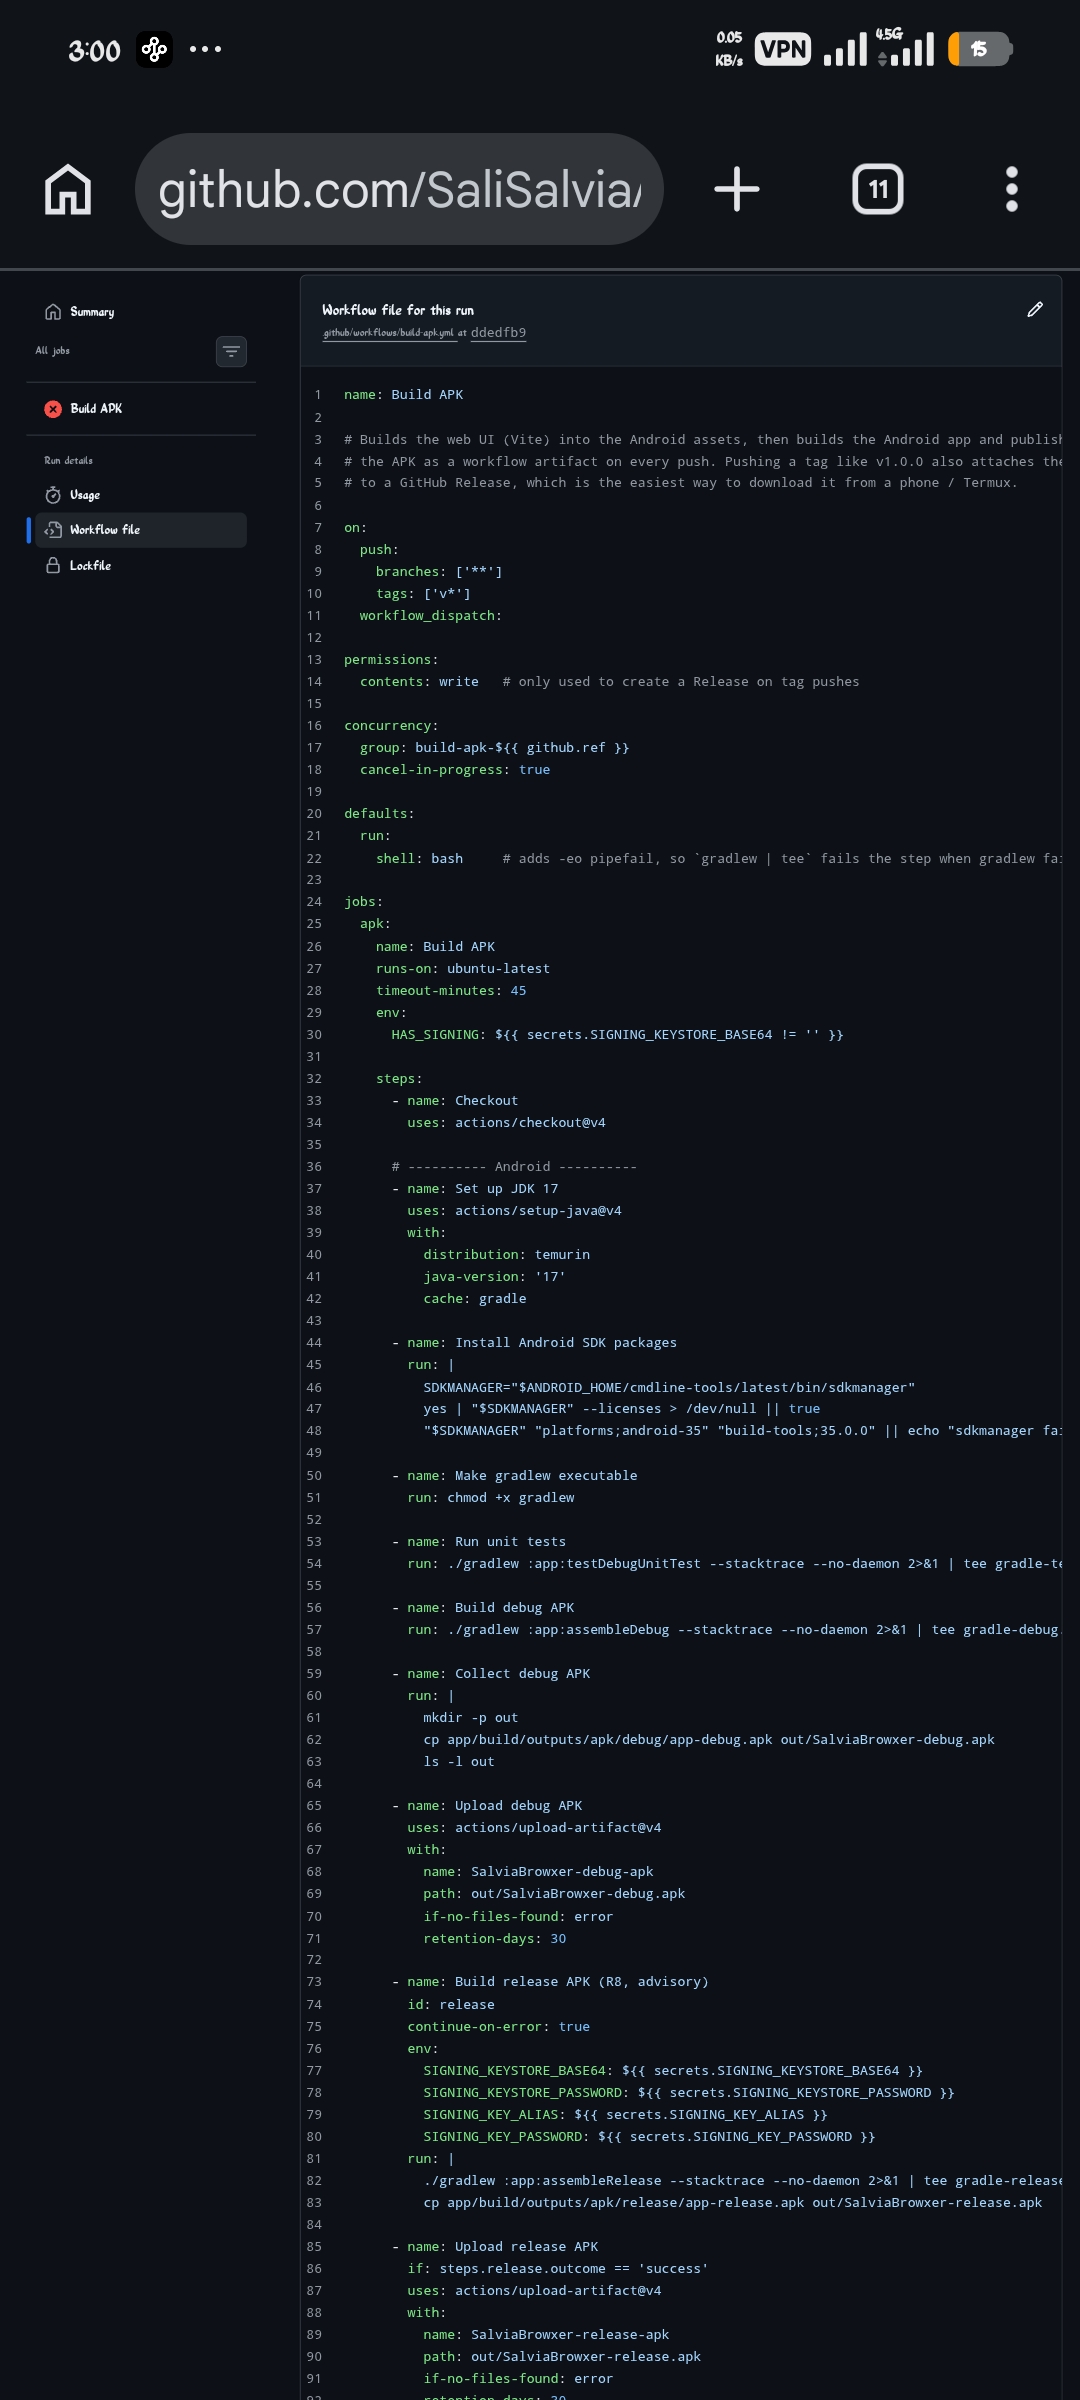 3:00
0.05
KB/s
VPN
4.5G
15
github.com/SaliSalvia/
11
Summary
All jobs
Build APK
Run details
Usage
Workflow file
Lockfile
Workflow file for this run
.github/workflows/build-apk.yml at ddedfb9
1 name: Build APK
2
3 # Builds the web UI (Vite) into the Android assets, then builds the Android app and publish
4 # the APK as a workflow artifact on every push. Pushing a tag like v1.0.0 also attaches the
5 # to a GitHub Release, which is the easiest way to download it from a phone / Termux.
6
7 on:
8   push:
9     branches: ['**']
10     tags: ['v*']
11   workflow_dispatch:
12
13 permissions:
14   contents: write   # only used to create a Release on tag pushes
15
16 concurrency:
17   group: build-apk-${{ github.ref }}
18   cancel-in-progress: true
19
20 defaults:
21   run:
22     shell: bash     # adds -eo pipefail, so `gradlew | tee` fails the step when gradlew fai
23
24 jobs:
25   apk:
26     name: Build APK
27     runs-on: ubuntu-latest
28     timeout-minutes: 45
29     env:
30       HAS_SIGNING: ${{ secrets.SIGNING_KEYSTORE_BASE64 != '' }}
31
32     steps:
33       - name: Checkout
34         uses: actions/checkout@v4
35
36       # ---------- Android ----------
37       - name: Set up JDK 17
38         uses: actions/setup-java@v4
39         with:
40           distribution: temurin
41           java-version: '17'
42           cache: gradle
43
44       - name: Install Android SDK packages
45         run: |
46           SDKMANAGER="$ANDROID_HOME/cmdline-tools/latest/bin/sdkmanager"
47           yes | "$SDKMANAGER" --licenses > /dev/null || true
48           "$SDKMANAGER" "platforms;android-35" "build-tools;35.0.0" || echo "sdkmanager fai
49
50       - name: Make gradlew executable
51         run: chmod +x gradlew
52
53       - name: Run unit tests
54         run: ./gradlew :app:testDebugUnitTest --stacktrace --no-daemon 2>&1 | tee gradle-te
55
56       - name: Build debug APK
57         run: ./gradlew :app:assembleDebug --stacktrace --no-daemon 2>&1 | tee gradle-debug.
58
59       - name: Collect debug APK
60         run: |
61           mkdir -p out
62           cp app/build/outputs/apk/debug/app-debug.apk out/SalviaBrowxer-debug.apk
63           ls -l out
64
65       - name: Upload debug APK
66         uses: actions/upload-artifact@v4
67         with:
68           name: SalviaBrowxer-debug-apk
69           path: out/SalviaBrowxer-debug.apk
70           if-no-files-found: error
71           retention-days: 30
72
73       - name: Build release APK (R8, advisory)
74         id: release
75         continue-on-error: true
76         env:
77           SIGNING_KEYSTORE_BASE64: ${{ secrets.SIGNING_KEYSTORE_BASE64 }}
78           SIGNING_KEYSTORE_PASSWORD: ${{ secrets.SIGNING_KEYSTORE_PASSWORD }}
79           SIGNING_KEY_ALIAS: ${{ secrets.SIGNING_KEY_ALIAS }}
80           SIGNING_KEY_PASSWORD: ${{ secrets.SIGNING_KEY_PASSWORD }}
81         run: |
82           ./gradlew :app:assembleRelease --stacktrace --no-daemon 2>&1 | tee gradle-release
83           cp app/build/outputs/apk/release/app-release.apk out/SalviaBrowxer-release.apk
84
85       - name: Upload release APK
86         if: steps.release.outcome == 'success'
87         uses: actions/upload-artifact@v4
88         with:
89           name: SalviaBrowxer-release-apk
90           path: out/SalviaBrowxer-release.apk
91           if-no-files-found: error
92           retention-days: 30